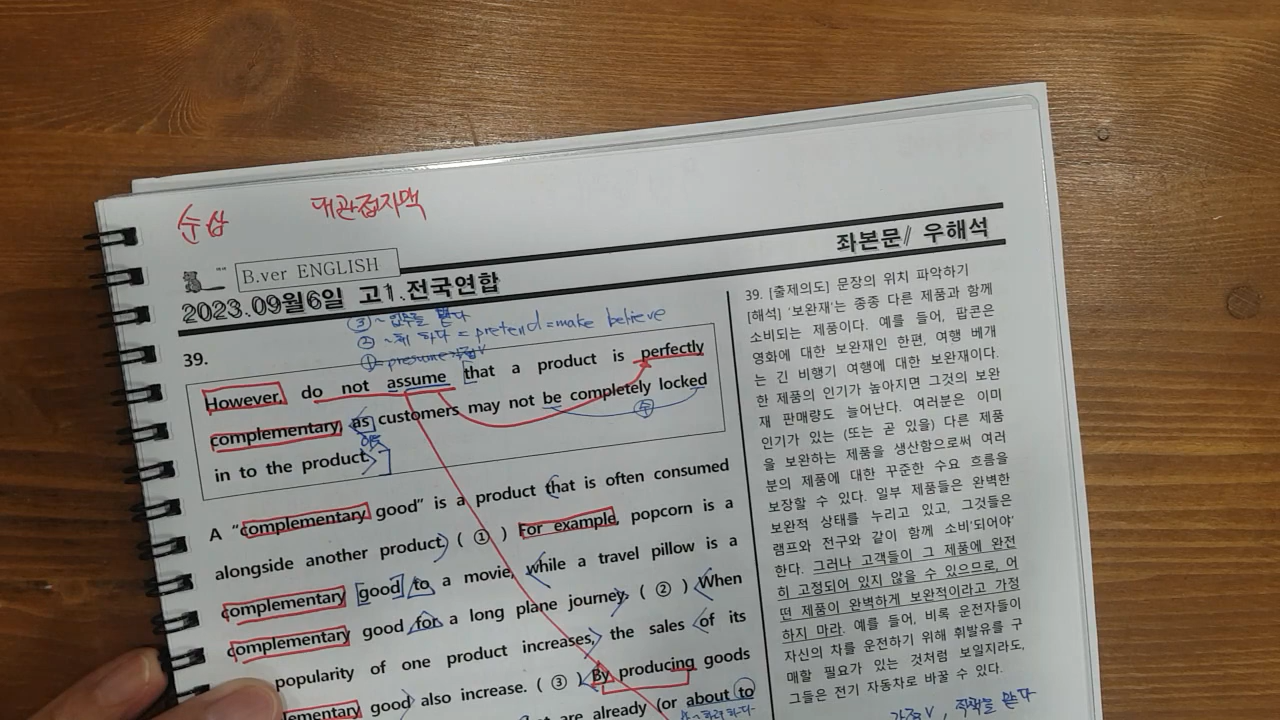 순삽 대관접지맥
B.ver ENGLISH
좌본문// 우해석
2023.09월6일 고1.전국연합
② ~체 하다 = pretend = make believe
39.
However, do not assume that a product is perfectly
complementary, as customers may not be completely locked
in to the product.
A “complementary good” is a product that is often consumed
alongside another product. ( ① ) For example, popcorn is a
complementary good to a movie, while a travel pillow is a
complementary good for a long plane journey. ( ② ) When
popularity of one product increases, the sales of its
good also increase. ( ③ ) By producing goods
are already (or about to
39. [출제의도] 문장의 위치 파악하기
[해석] ‘보완재’는 종종 다른 제품과 함께
소비되는 제품이다. 예를 들어, 팝콘은
영화에 대한 보완재인 한편, 여행 베개
는 긴 비행기 여행에 대한 보완재이다.
한 제품의 인기가 높아지면 그것의 보완
재 판매량도 늘어난다. 여러분은 이미
인기가 있는 (또는 곧 있을) 다른 제품
을 보완하는 제품을 생산함으로써 여러
분의 제품에 대한 꾸준한 수요 흐름을
보장할 수 있다. 일부 제품들은 완벽한
보완적 상태를 누리고 있고, 그것들은
램프와 전구와 같이 함께 소비‘되어야’
한다. 그러나 고객들이 그 제품에 완전
히 고정되어 있지 않을 수 있으므로, 어
떤 제품이 완벽하게 보완적이라고 가정
하지 마라. 예를 들어, 비록 운전자들이
자신의 차를 운전하기 위해 휘발유를 구
매할 필요가 있는 것처럼 보일지라도,
그들은 전기 자동차로 바꿀 수 있다.